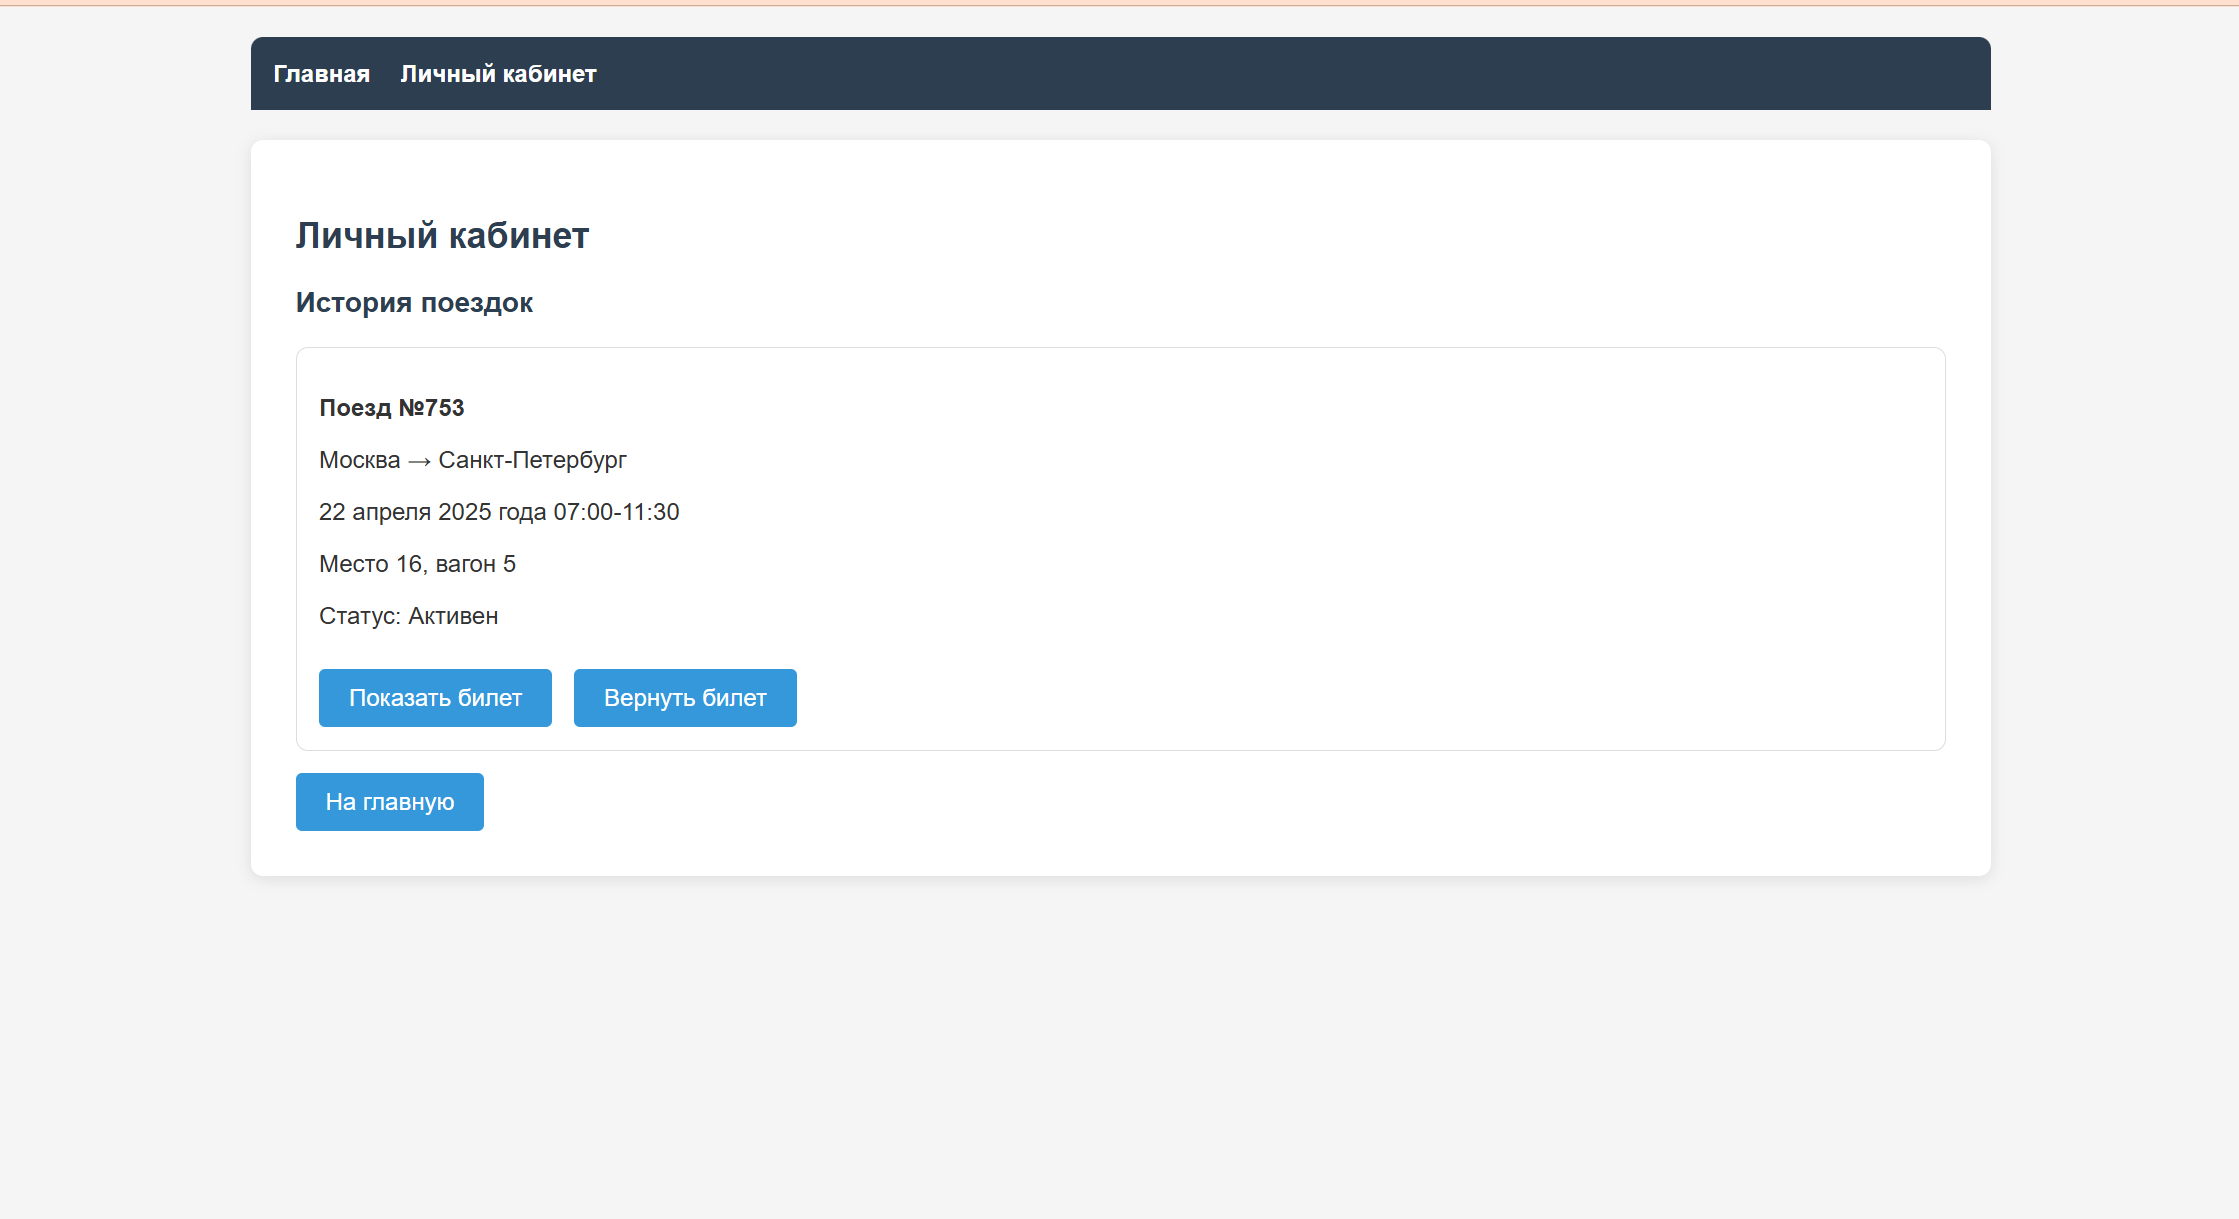 Главная Личный кабинет
Личный кабинет
История поездок
Поезд №753
Москва → Санкт-Петербург
22 апреля 2025 года 07:00-11:30
Место 16, вагон 5
Статус: Активен
Показать билет Вернуть билет
На главную